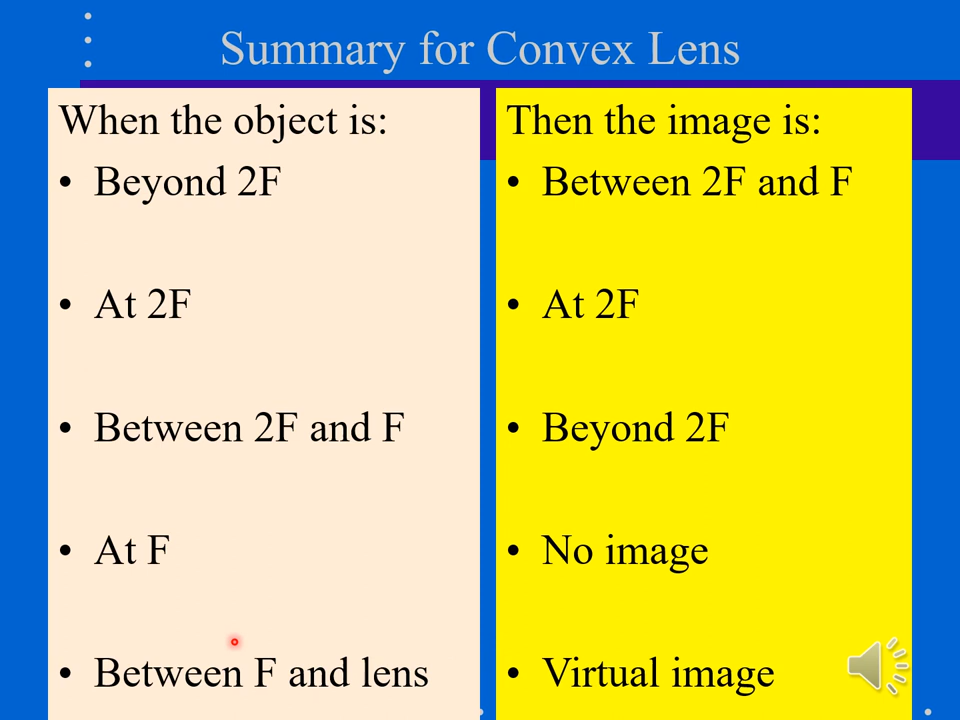 Summary for Convex Lens
When the object is:
• Beyond 2F
• At 2F
• Between 2F and F
• At F
• Between F and lens
Then the image is:
• Between 2F and F
• At 2F
• Beyond 2F
• No image
• Virtual image